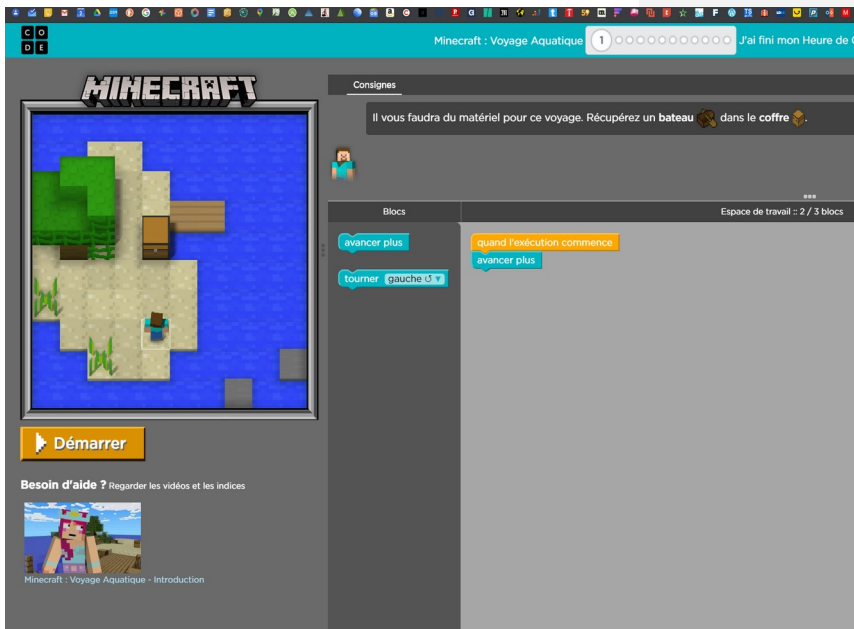 CODE
Minecraft : Voyage Aquatique
1
J'ai fini mon Heure de
MINECRAFT
Consignes
Il vous faudra du matériel pour ce voyage. Récupérez un bateau dans le coffre.
Blocs
Espace de travail :: 2 / 3 blocs
avancer plus
quand l'exécution commence
avancer plus
tourner gauche ↺ ▼
Démarrer
Besoin d'aide ? Regarder les vidéos et les indices
Minecraft : Voyage Aquatique - Introduction